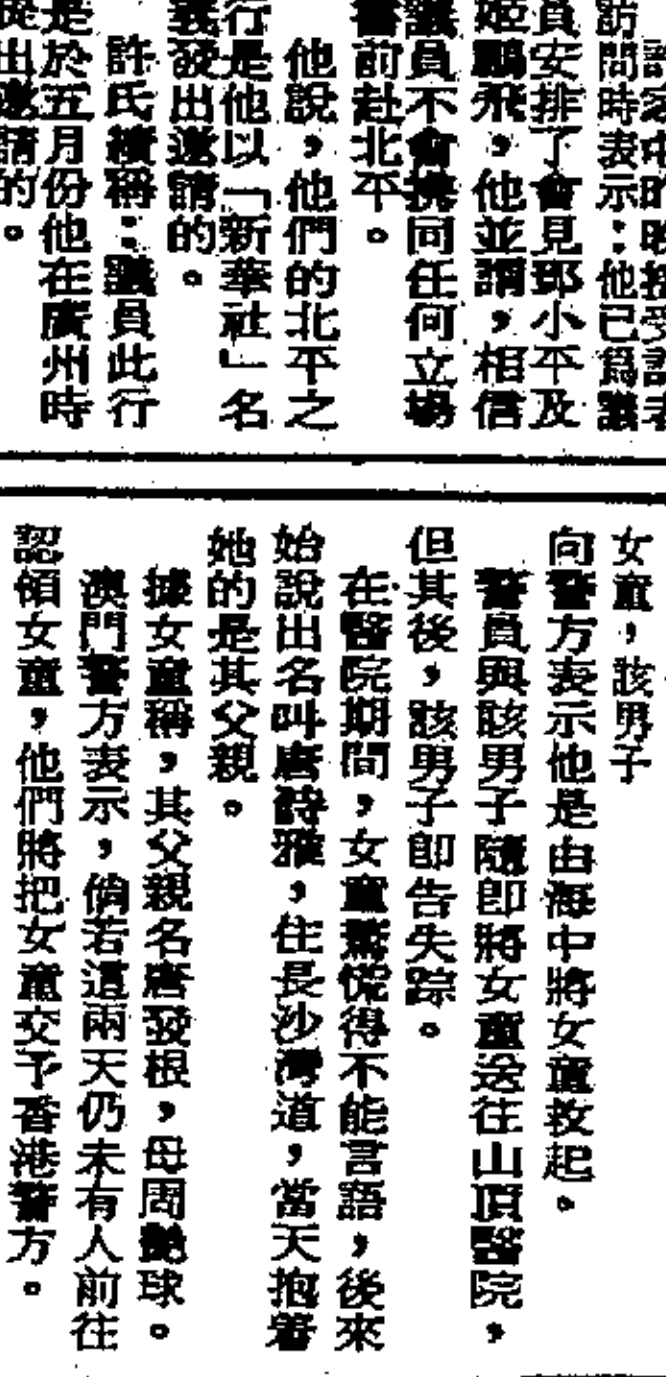 訪問時表示：他已爲議
員安排了會見鄧小平及
姬鵬飛，他並謂，相信
議員不會携同任何立場
書前赴北平。
他說，他們的北平之
行是他以「新華社」名
義發出邀請的。
許氏續稱：議員此行
是於五月份他在廣州時
提出邀請的。
女童，該男子
向警方表示他是由海中將女童救起。
警員與該男子隨即將女童送往山頂醫院，
但其後，該男子即告失踪。
在醫院期間，女童驚慌得不能言語，後來
始說出名叫唐詩雅，住長沙灣道，當天抱着
她的是其父親。
據女童稱，其父親名唐發根，母周艷球。
澳門警方表示，倘若這兩天仍未有人前往
認領女童，他們將把女童交予香港警方。